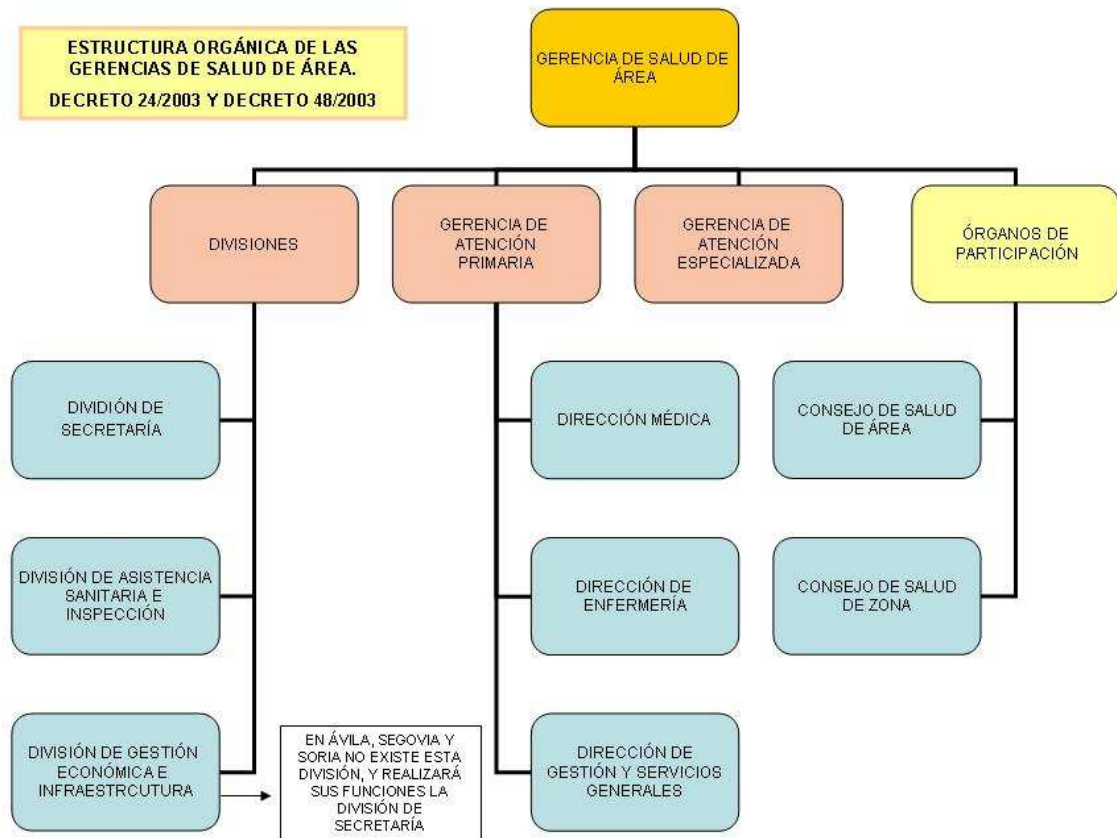 ESTRUCTURA ORGÁNICA DE LAS
GERENCIAS DE SALUD DE ÁREA.
DECRETO 24/2003 Y DECRETO 48/2003
GERENCIA DE SALUD DE
ÁREA
DIVISIONES
GERENCIA DE
ATENCIÓN
PRIMARIA
GERENCIA DE
ATENCIÓN
ESPECIALIZADA
ÓRGANOS DE
PARTICIPACIÓN
DIVIDIÓN DE
SECRETARÍA
DIRECCIÓN MÉDICA
CONSEJO DE SALUD
DE ÁREA
DIVISIÓN DE ASISTENCIA
SANITARIA E
INSPECCIÓN
DIRECCIÓN DE
ENFERMERÍA
CONSEJO DE SALUD
DE ZONA
DIVISIÓN DE GESTIÓN
ECONÓMICA E
INFRAESTRCUTURA
EN ÁVILA, SEGOVIA Y
SORIA NO EXISTE ESTA
DIVISIÓN, Y REALIZARÁ
SUS FUNCIONES LA
DIVISIÓN DE
SECRETARÍA
DIRECCIÓN DE
GESTIÓN Y SERVICIOS
GENERALES